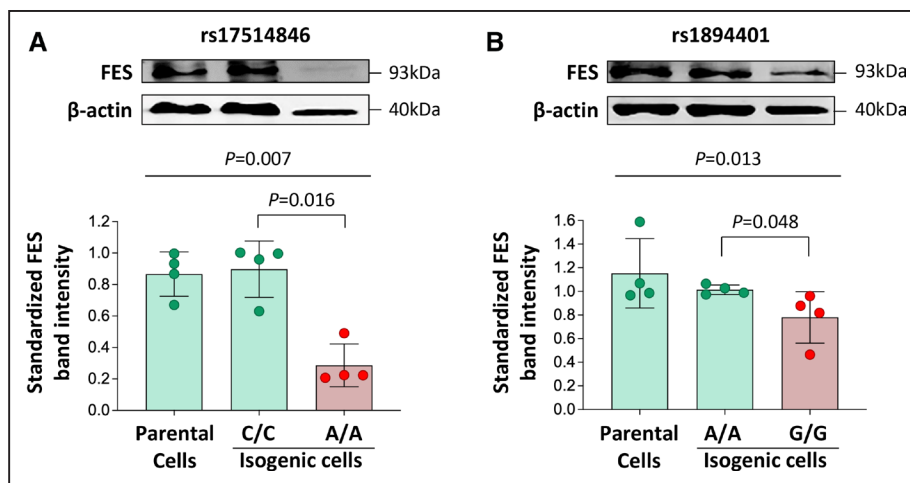 A
rs17514846
FES
93kDa
β-actin
40kDa
P=0.007
P=0.016
Standardized FES
band intensity
1.2
1.0
0.8
0.6
0.4
0.2
0.0
Parental
Cells
C/C
A/A
Isogenic cells
B
rs1894401
FES
93kDa
β-actin
40kDa
P=0.013
P=0.048
Standardized FES
band intensity
1.6
1.4
1.2
1.0
0.8
0.6
0.4
0.2
0.0
Parental
Cells
A/A
G/G
Isogenic cells